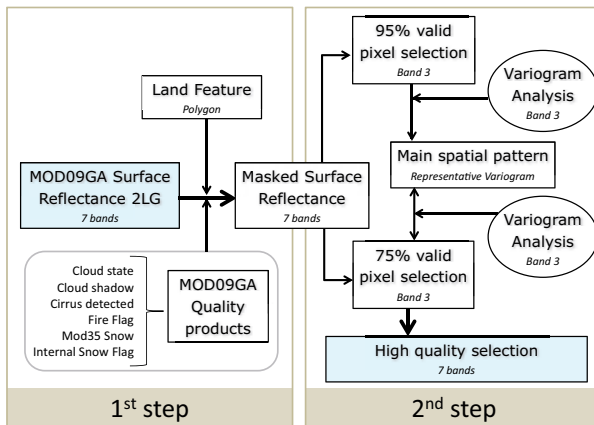 Land Feature
Polygon
MOD09GA Surface
Reflectance 2LG
7 bands
Masked Surface
Reflectance
7 bands
Cloud state
Cloud shadow
Cirrus detected
Fire Flag
Mod35 Snow
Internal Snow Flag
MOD09GA
Quality
products
1st step
95% valid
pixel selection
Band 3
Variogram
Analysis
Band 3
Main spatial pattern
Representative Variogram
Variogram
Analysis
Band 3
75% valid
pixel selection
Band 3
High quality selection
7 bands
2nd step